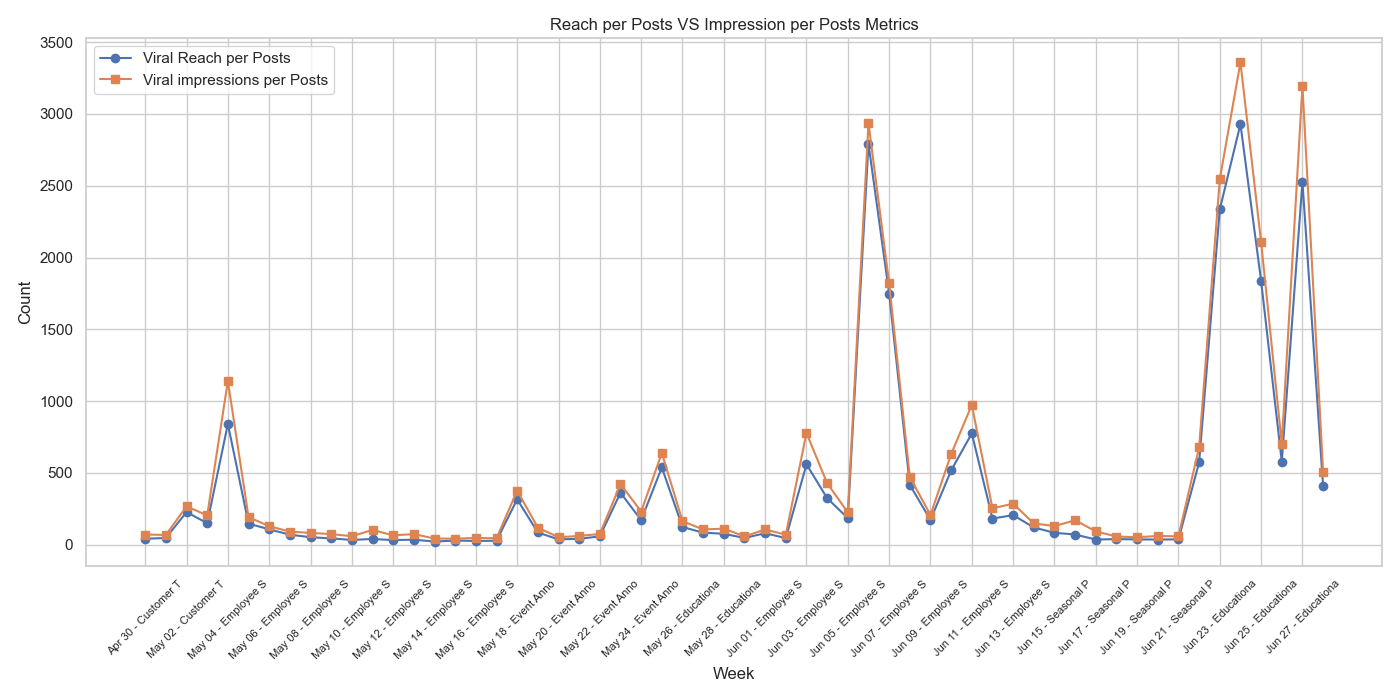 Reach per Posts VS Impression per Posts Metrics
Viral Reach per Posts
Viral impressions per Posts
3500
3000
2500
2000
1500
1000
500
0
Count
Apr 30 - Customer T
May 02 - Customer T
May 04 - Employee S
May 06 - Employee S
May 08 - Employee S
May 10 - Employee S
May 12 - Employee S
May 14 - Employee S
May 16 - Employee S
May 18 - Event Anno
May 20 - Event Anno
May 22 - Event Anno
May 24 - Event Anno
May 26 - Educationa
May 28 - Educationa
Jun 01 - Employee S
Jun 03 - Employee S
Jun 05 - Employee S
Jun 07 - Employee S
Jun 09 - Employee S
Jun 11 - Employee S
Jun 13 - Employee S
Jun 15 - Seasonal P
Jun 17 - Seasonal P
Jun 19 - Seasonal P
Jun 21 - Seasonal P
Jun 23 - Educationa
Jun 25 - Educationa
Jun 27 - Educationa
Week